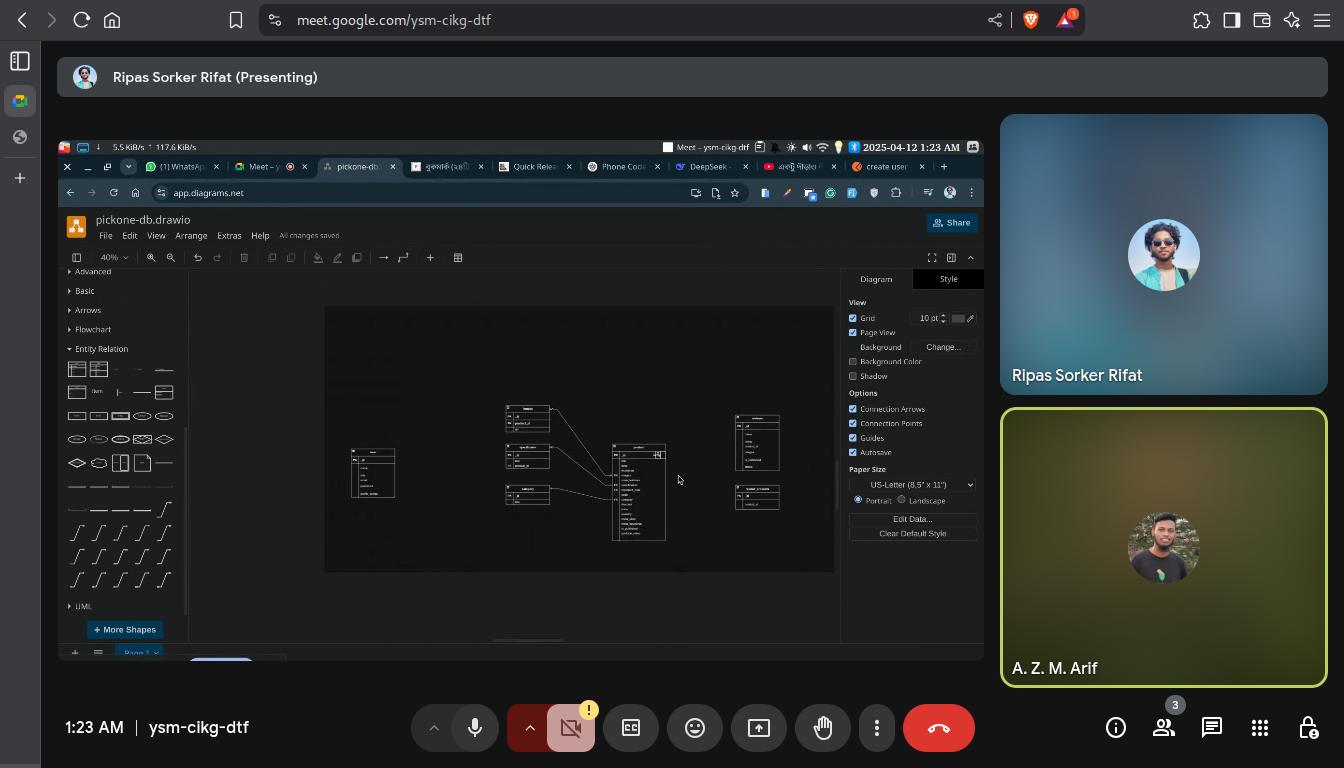 meet.google.com/ysm-cikg-dtf
1
Ripas Sorker Rifat (Presenting)
5.5 KiB/s ↑ 117.6 KiB/s
Meet – ysm-cikg-dtf
2025-04-12 1:23 AM
(1) WhatsAp
Meet – y
pickone-db.
Quick Relea
Phone Code
DeepSeek -
create user
app.diagrams.net
pickone-db.drawio
File Edit View Arrange Extras Help All changes saved
Share
40%
Advanced
Basic
Arrows
Flowchart
Entity Relation
UML
+ More Shapes
Page 1
Diagram
Style
View
Grid
10 pt
Page View
Background
Change...
Background Color
Shadow
Options
Connection Arrows
Connection Points
Guides
Autosave
Paper Size
US-Letter (8,5" x 11")
Portrait
Landscape
Edit Data...
Clear Default Style
Ripas Sorker Rifat
A. Z. M. Arif
1:23 AM | ysm-cikg-dtf
3